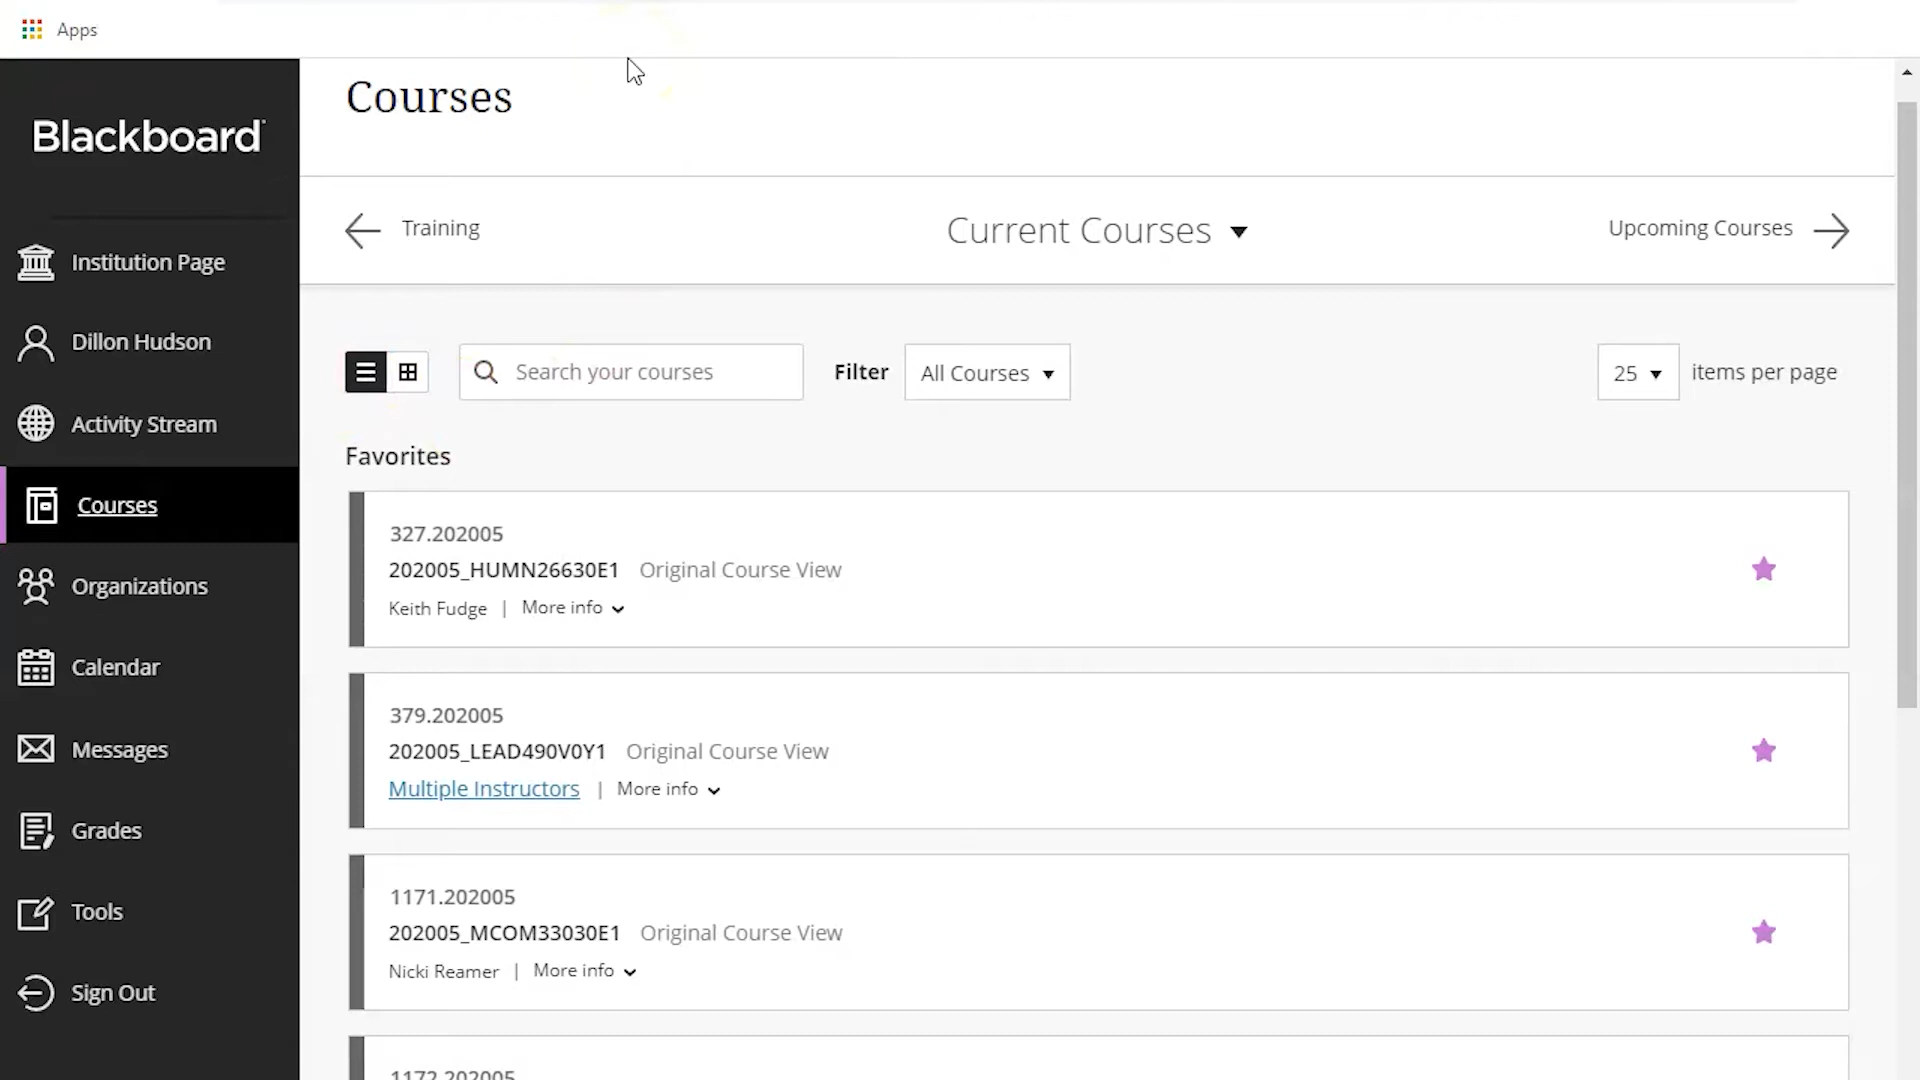 Apps
Courses
Blackboard
Training
Current Courses
Upcoming Courses
Institution Page
Dillon Hudson
Activity Stream
Courses
Organizations
Calendar
Messages
Grades
Tools
Sign Out
Search your courses
Filter
All Courses
25
items per page
Favorites
327.202005
202005_HUMN26630E1 Original Course View
Keith Fudge | More info
379.202005
202005_LEAD490V0Y1 Original Course View
Multiple Instructors | More info
1171.202005
202005_MCOM33030E1 Original Course View
Nicki Reamer | More info
1172.202005